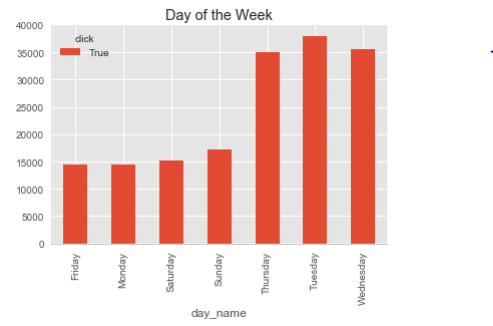 Day of the Week
click
True
40000
35000
30000
25000
20000
15000
10000
5000
0
Friday
Monday
Saturday
Sunday
Thursday
Tuesday
Wednesday
day_name